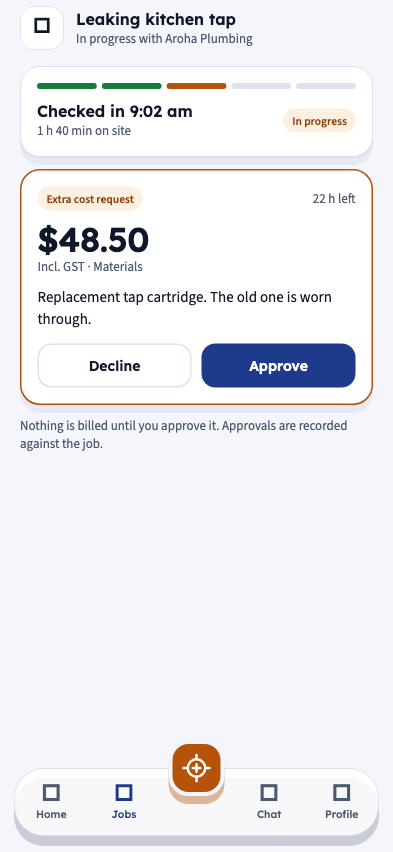 Leaking kitchen tap
In progress with Aroha Plumbing
Checked in 9:02 am
1 h 40 min on site
In progress
Extra cost request
22 h left
$48.50
Incl. GST · Materials
Replacement tap cartridge. The old one is worn
through.
Decline
Approve
Nothing is billed until you approve it. Approvals are recorded
against the job.
Home
Jobs
Chat
Profile